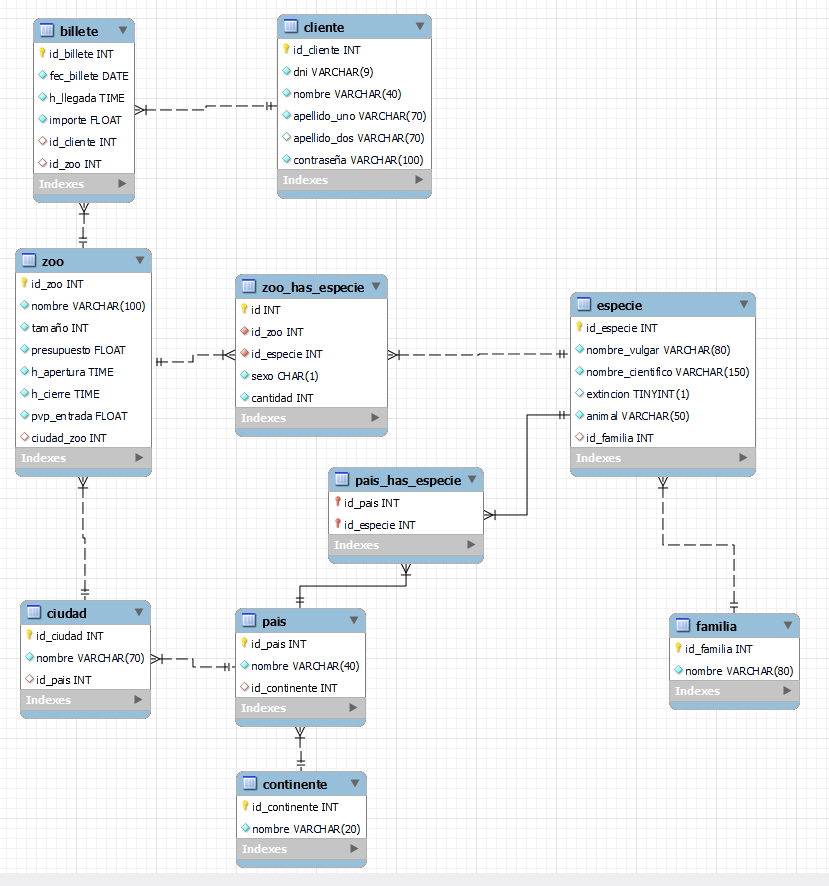 billete
id_billete INT
fec_billete DATE
h_llegada TIME
importe FLOAT
id_cliente INT
id_zoo INT
Indexes
cliente
id_cliente INT
dni VARCHAR(9)
nombre VARCHAR(40)
apellido_uno VARCHAR(70)
apellido_dos VARCHAR(70)
contraseña VARCHAR(100)
Indexes
zoo
id_zoo INT
nombre VARCHAR(100)
tamaño INT
presupuesto FLOAT
h_apertura TIME
h_cierre TIME
pvp_entrada FLOAT
ciudad_zoo INT
Indexes
zoo_has_especie
id INT
id_zoo INT
id_especie INT
sexo CHAR(1)
cantidad INT
Indexes
especie
id_especie INT
nombre_vulgar VARCHAR(80)
nombre_cientifico VARCHAR(150)
extincion TINYINT(1)
animal VARCHAR(50)
id_familia INT
Indexes
pais_has_especie
id_pais INT
id_especie INT
Indexes
ciudad
id_ciudad INT
nombre VARCHAR(70)
id_pais INT
Indexes
pais
id_pais INT
nombre VARCHAR(40)
id_continente INT
Indexes
familia
id_familia INT
nombre VARCHAR(80)
Indexes
continente
id_continente INT
nombre VARCHAR(20)
Indexes